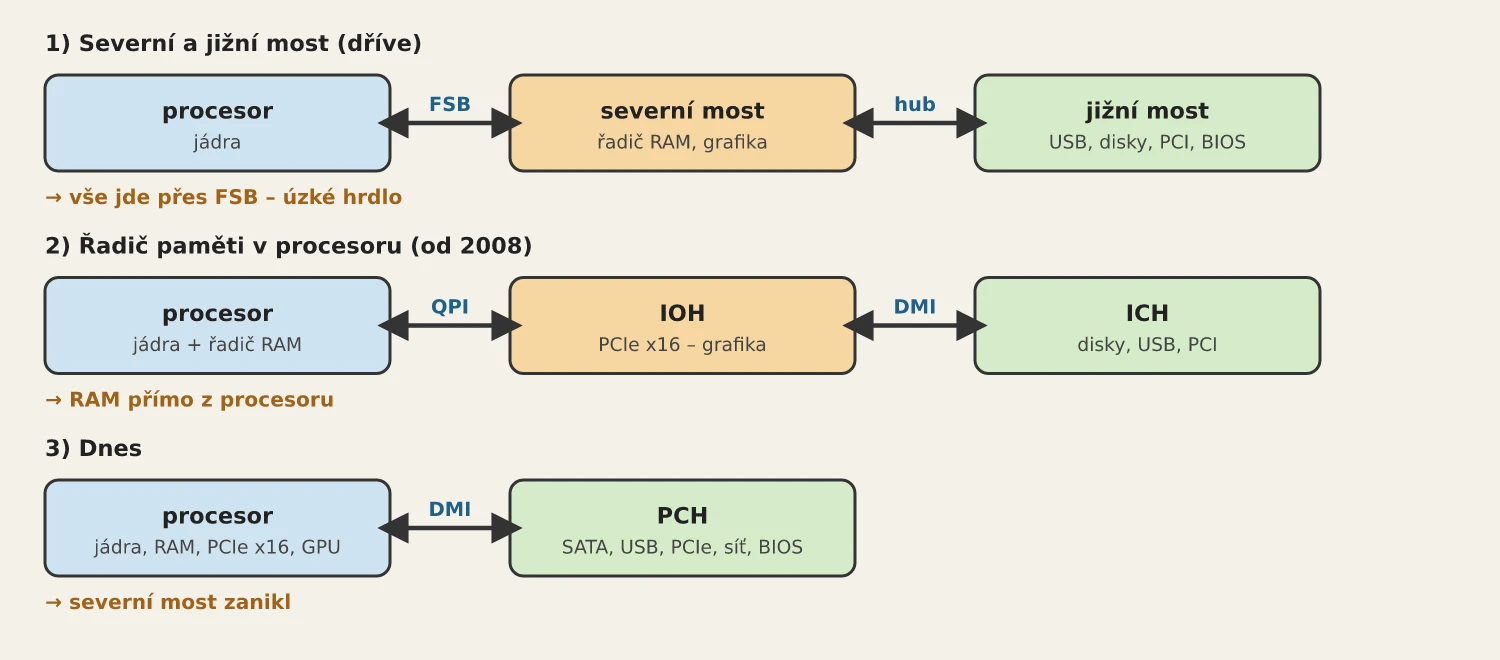 1) Severní a jižní most (dříve)
procesor
jádra
FSB
severní most
řadič RAM, grafika
hub
jižní most
USB, disky, PCI, BIOS
→ vše jde přes FSB – úzké hrdlo
2) Řadič paměti v procesoru (od 2008)
procesor
jádra + řadič RAM
QPI
IOH
PCIe x16 – grafika
DMI
ICH
disky, USB, PCI
→ RAM přímo z procesoru
3) Dnes
procesor
jádra, RAM, PCIe x16, GPU
DMI
PCH
SATA, USB, PCIe, síť, BIOS
→ severní most zanikl